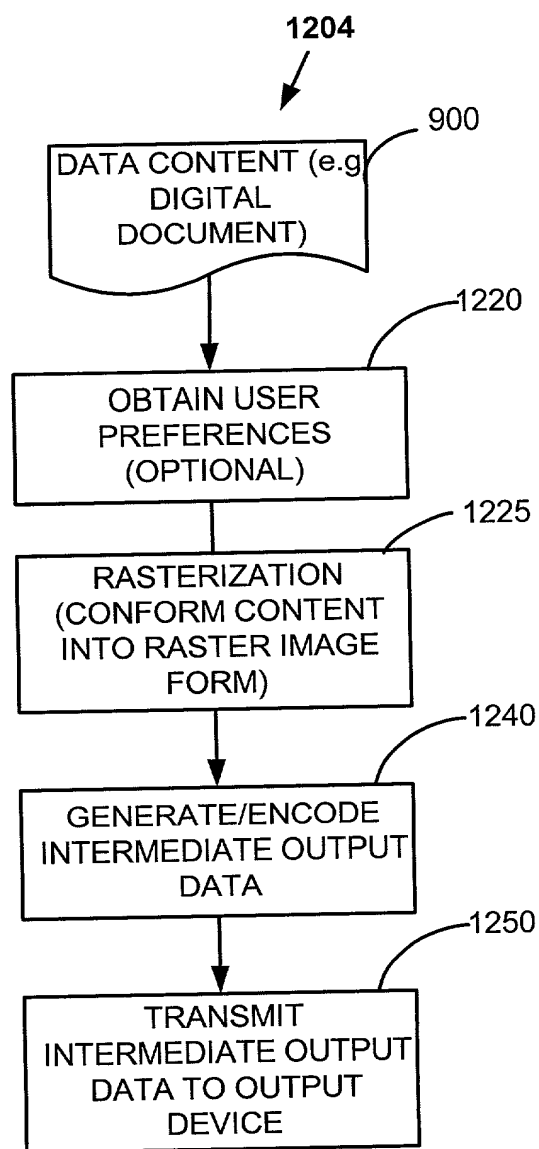 1204
900
DATA CONTENT (e.g
DIGITAL
DOCUMENT)
1220
OBTAIN USER
PREFERENCES
(OPTIONAL)
1225
RASTERIZATION
(CONFORM CONTENT
INTO RASTER IMAGE
FORM)
1240
GENERATE/ENCODE
INTERMEDIATE OUTPUT
DATA
1250
TRANSMIT
INTERMEDIATE OUTPUT
DATA TO OUTPUT
DEVICE